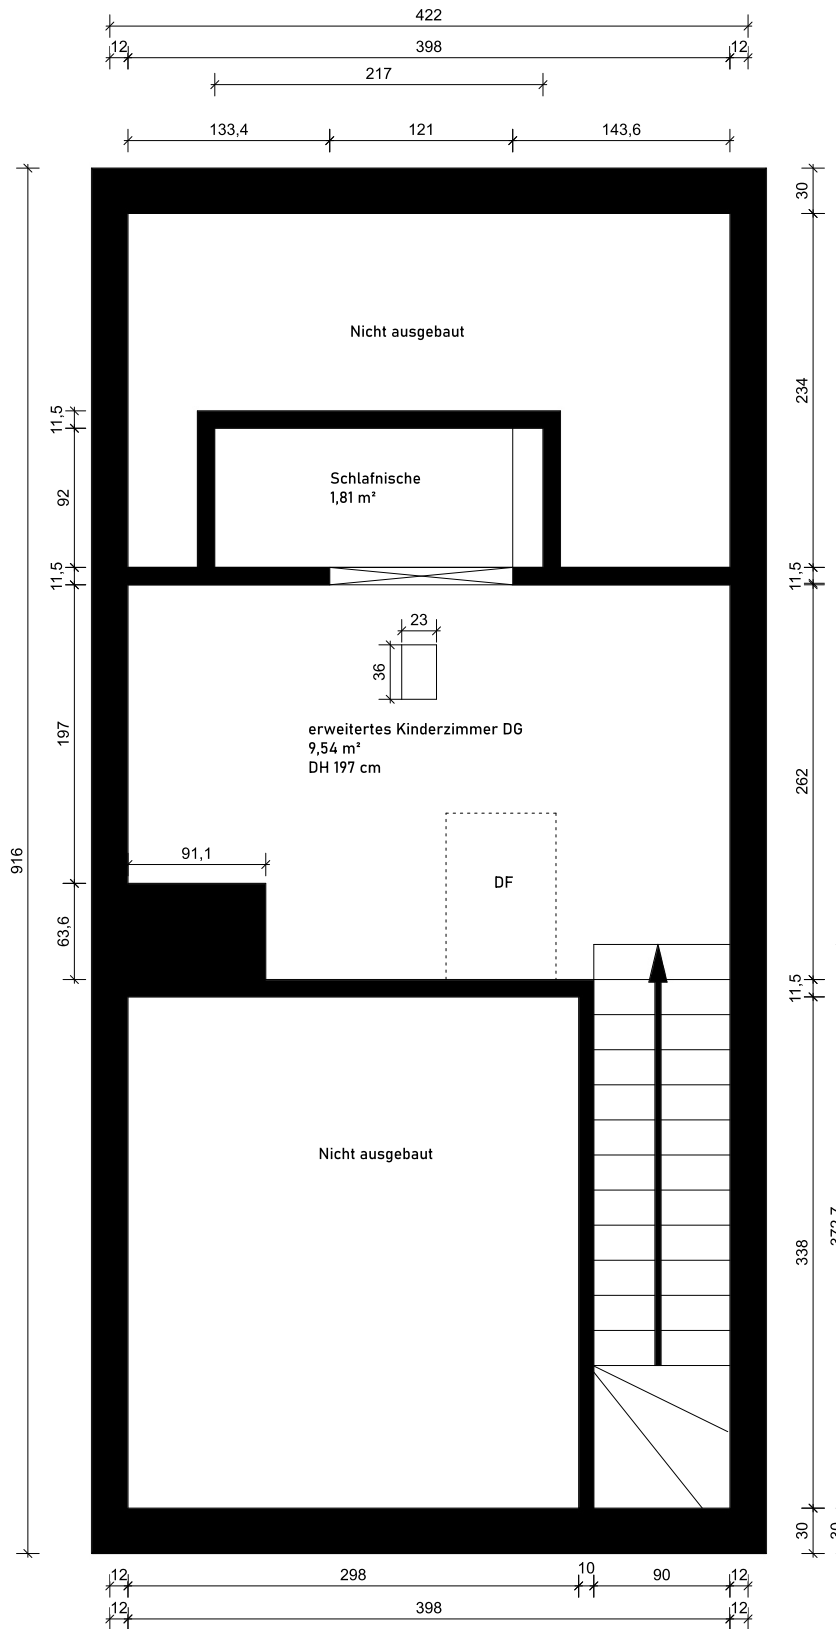 422
12 398 12
217
133,4 121 143,6
30
Nicht ausgebaut
234
11,5
Schlafnische
1,81 m²
92
11,5 11,5
23
36
erweitertes Kinderzimmer DG
9,54 m²
DH 197 cm
197
262
916
91,1
DF
63,6
11,5
Nicht ausgebaut
338
30
12 298 10 90 12
12 398 12